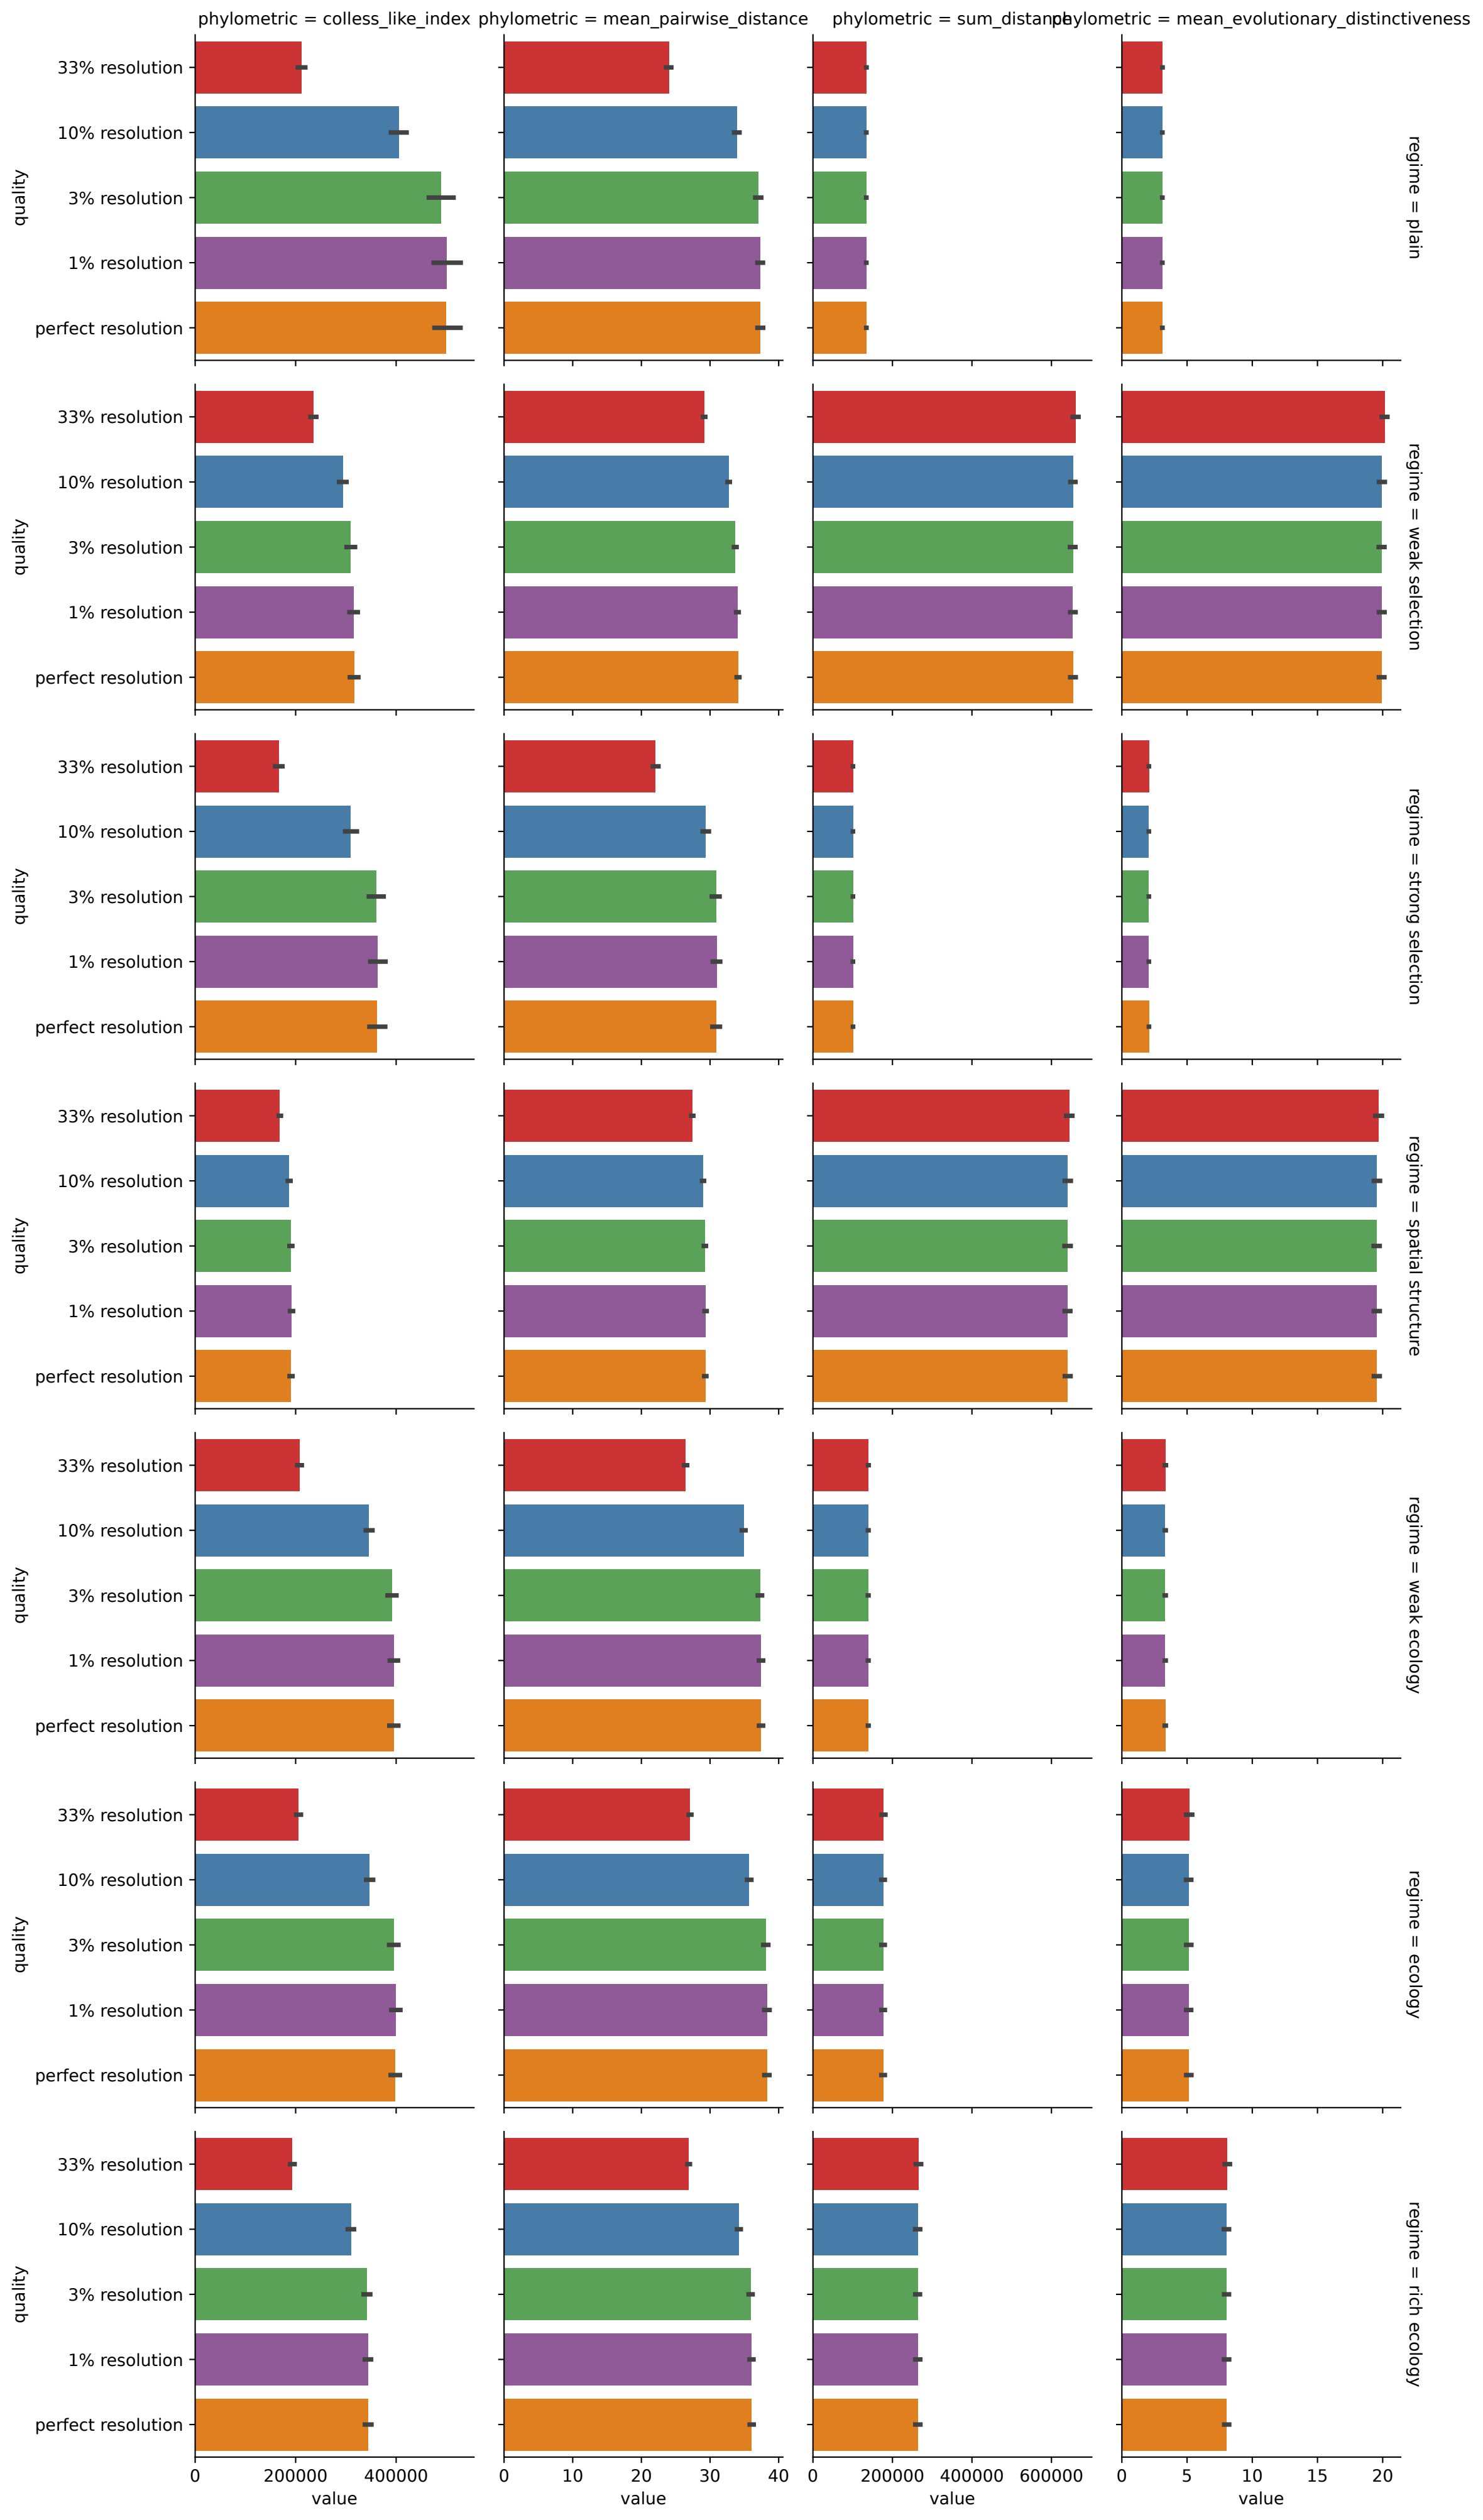 phylometric = colless_like_index phylometric = mean_pairwise_distance phylometric = sum_distance phylometric = mean_evolutionary_distinctiveness
33% resolution
10% resolution
3% resolution
1% resolution
perfect resolution
quality
regime = plain
33% resolution
10% resolution
3% resolution
1% resolution
perfect resolution
quality
regime = weak selection
33% resolution
10% resolution
3% resolution
1% resolution
perfect resolution
quality
regime = strong selection
33% resolution
10% resolution
3% resolution
1% resolution
perfect resolution
quality
regime = spatial structure
33% resolution
10% resolution
3% resolution
1% resolution
perfect resolution
quality
regime = weak ecology
33% resolution
10% resolution
3% resolution
1% resolution
perfect resolution
quality
regime = ecology
33% resolution
10% resolution
3% resolution
1% resolution
perfect resolution
quality
regime = rich ecology
0 200000 400000 0 10 20 30 40 0 200000 400000 600000 0 5 10 15 20
value value value value